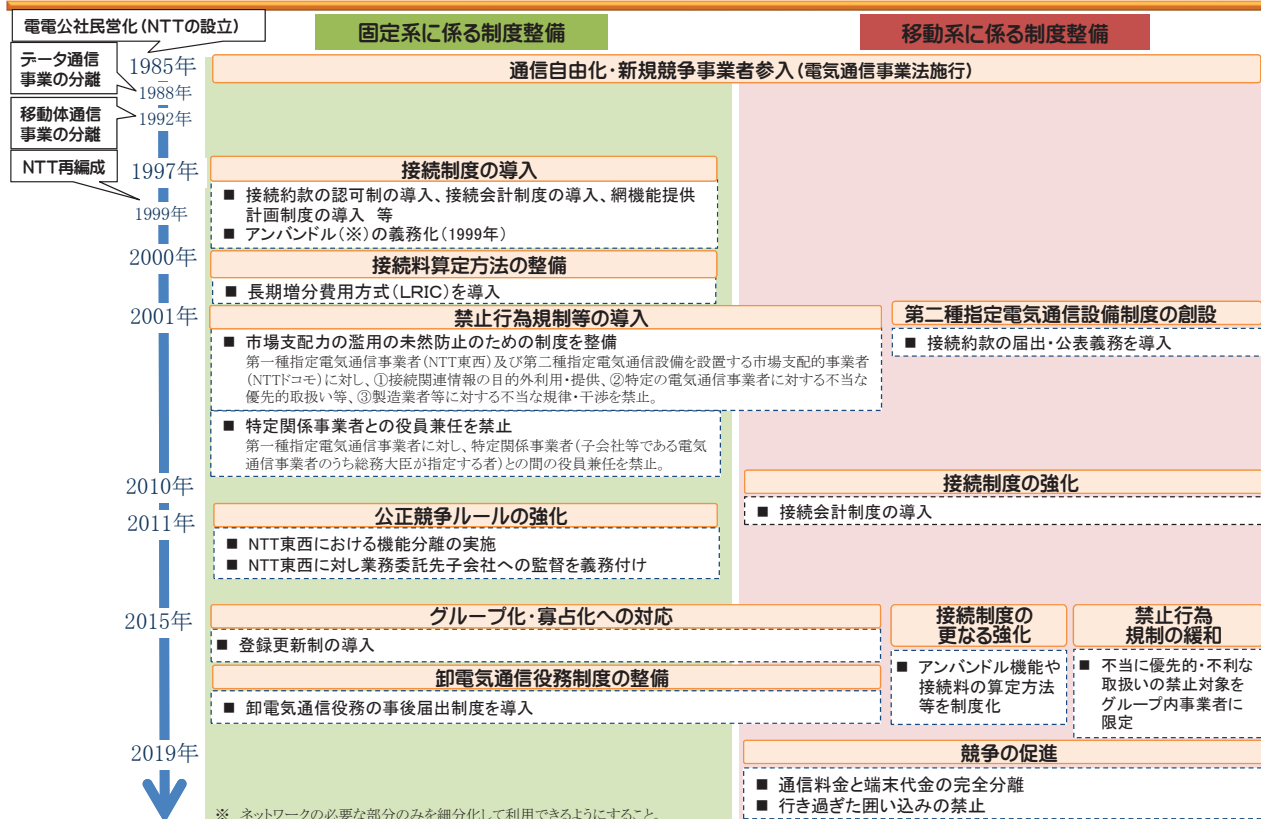 電電公社民営化(NTTの設立)
固定系に係る制度整備
移動系に係る制度整備
データ通信
事業の分離
1985年
通信自由化・新規競争事業者参入(電気通信事業法施行)
1988年
移動体通信
事業の分離
1992年
NTT再編成
1997年
接続制度の導入
■ 接続約款の認可制の導入、接続会計制度の導入、網機能提供
計画制度の導入 等
■ アンバンドル(※)の義務化(1999年)
1999年
2000年
接続料算定方法の整備
■ 長期増分費用方式(LRIC)を導入
2001年
禁止行為規制等の導入
■ 市場支配力の濫用の未然防止のための制度を整備
第一種指定電気通信事業者(NTT東西)及び第二種指定電気通信設備を設置する市場支配的事業者
(NTTドコモ)に対し、①接続関連情報の目的外利用・提供、②特定の電気通信事業者に対する不当な
優先的取扱い等、③製造業者等に対する不当な規律・干渉を禁止。
■ 特定関係事業者との役員兼任を禁止
第一種指定電気通信事業者に対し、特定関係事業者(子会社等である電気
通信事業者のうち総務大臣が指定する者)との間の役員兼任を禁止。
第二種指定電気通信設備制度の創設
■ 接続約款の届出・公表義務を導入
2010年
接続制度の強化
■ 接続会計制度の導入
2011年
公正競争ルールの強化
■ NTT東西における機能分離の実施
■ NTT東西に対し業務委託先子会社への監督を義務付け
2015年
グループ化・寡占化への対応
■ 登録更新制の導入
卸電気通信役務制度の整備
■ 卸電気通信役務の事後届出制度を導入
接続制度の
更なる強化
■ アンバンドル機能や
接続料の算定方法
等を制度化
禁止行為
規制の緩和
■ 不当に優先的・不利な
取扱いの禁止対象を
グループ内事業者に
限定
2019年
競争の促進
■ 通信料金と端末代金の完全分離
■ 行き過ぎた囲い込みの禁止
※ ネットワークの必要な部分のみを細分化して利用できるようにすること。